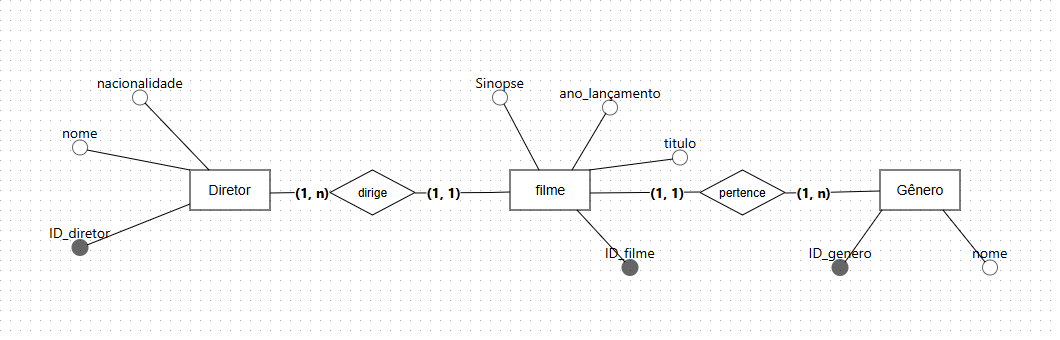 nacionalidade
nome
Diretor
ID_diretor
(1, n)
dirige
(1, 1)
Sinopse
ano_lançamento
titulo
filme
ID_filme
(1, 1)
pertence
(1, n)
Gênero
ID_genero
nome